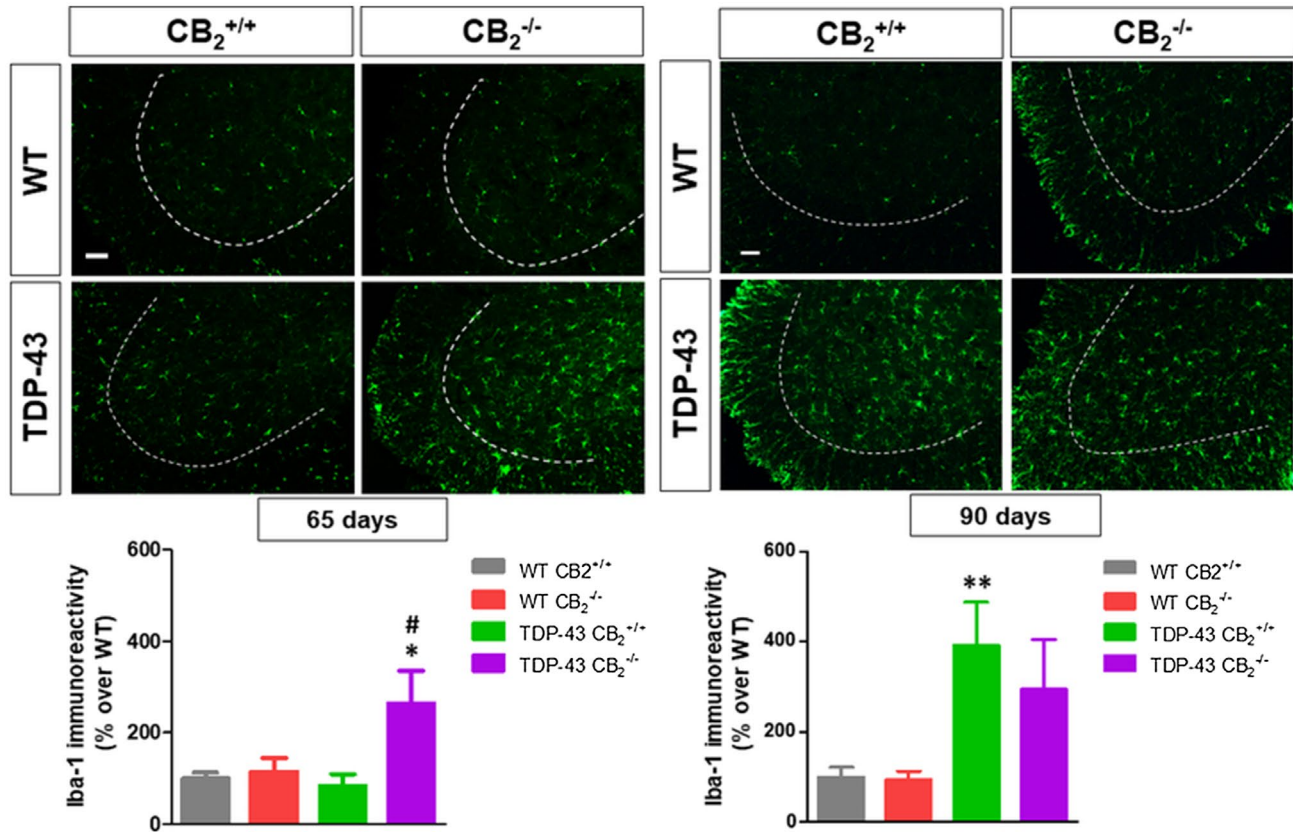 CB₂⁺/⁺ CB₂⁻/⁻
WT
TDP-43
65 days
Iba-1 immunoreactivity
(% over WT)
600
400
200
0
#
*
WT CB2⁺/⁺
WT CB₂⁻/⁻
TDP-43 CB₂⁺/⁺
TDP-43 CB₂⁻/⁻
CB₂⁺/⁺ CB₂⁻/⁻
WT
TDP-43
90 days
Iba-1 immunoreactivity
(% over WT)
600
400
200
0
**
WT CB2⁺/⁺
WT CB₂⁻/⁻
TDP-43 CB₂⁺/⁺
TDP-43 CB₂⁻/⁻